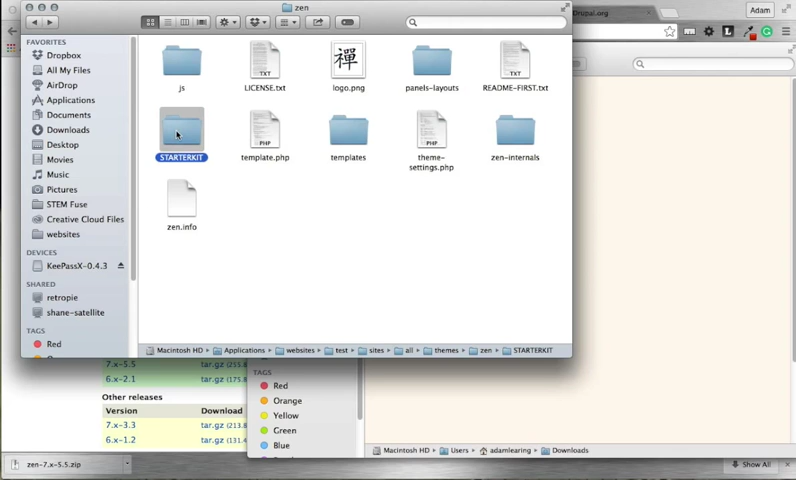 zen
Drupal.org
Adam
FAVORITES
Dropbox
All My Files
AirDrop
Applications
Documents
Downloads
Desktop
Movies
Music
Pictures
STEM Fuse
Creative Cloud Files
websites
DEVICES
KeePassX-0.4.3
SHARED
retropie
shane-satellite
TAGS
Red
js
LICENSE.txt
logo.png
panels-layouts
README-FIRST.txt
STARTERKIT
template.php
templates
theme-
settings.php
zen-internals
zen.info
TXT
TXT
PHP
PHP
禪
Macintosh HD
Applications
websites
test
sites
all
themes
zen
STARTERKIT
7.x-5.5
6.x-2.1 tar.gz
Other releases
Version Download
7.x-3.3 tar.gz
6.x-1.2 tar.gz
TAGS
Red
Orange
Yellow
Green
Blue
Macintosh HD
Users
adamlearing
Downloads
zen-7.x-5.5.zip
Show All